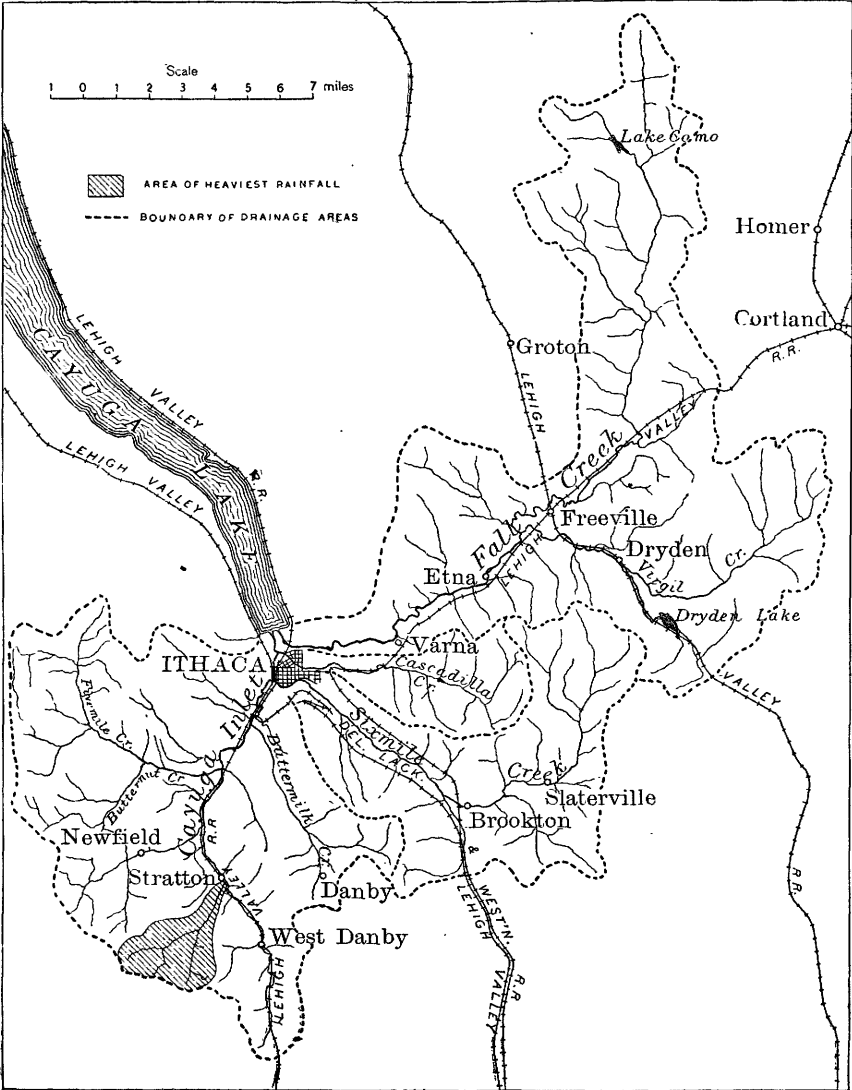 Scale
1 0 1 2 3 4 5 6 7 miles
AREA OF HEAVIEST RAINFALL
BOUNDARY OF DRAINAGE AREAS
Lake Como
Homer
Cortland
R.R.
Groton
LEHIGH
VALLEY
CAYUGA LAKE
LEHIGH VALLEY R.R.
LEHIGH VALLEY
Fall Creek
Freeville
LEHIGH
Dryden
Virgil Cr.
Etna
Dryden Lake
Varna
VALLEY
ITHACA
Cascadilla Cr.
Fivemile Cr.
Cayuga Inlet
Sixmile Creek
DEL. LACK. & WEST'N. R.R.
Butternut Cr.
Buttermilk Cr.
Slaterville
Brookton
Newfield
R.R
Stratton
Danby
VALLEY
R.R.
West Danby
LEHIGH
LEHIGH
VALLEY